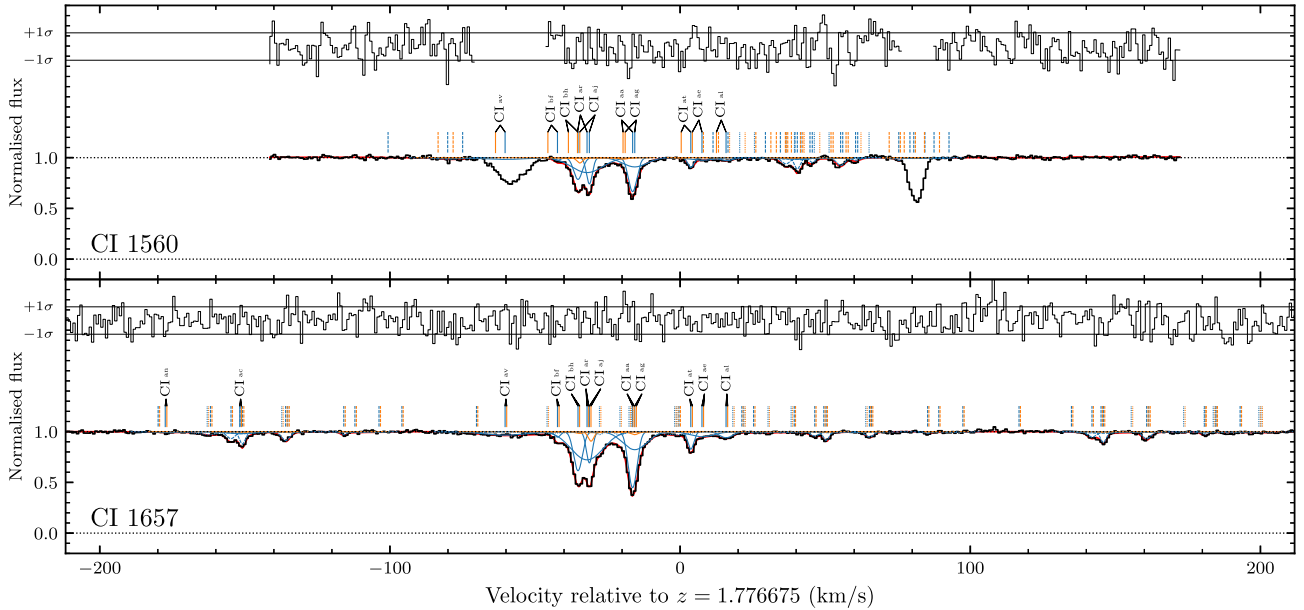 +1σ
−1σ
CI av
CI bf
CI bh
CI ar
CI aj
CI aa
CI ag
CI at
CI ae
CI al
Normalised flux
1.0
0.5
0.0
CI 1560
+1σ
−1σ
CI an
CI ac
CI av
CI bf
CI bh
CI ar
CI aj
CI aa
CI ag
CI at
CI ae
CI al
Normalised flux
1.0
0.5
0.0
CI 1657
−200
−100
0
100
200
Velocity relative to z = 1.776675 (km/s)